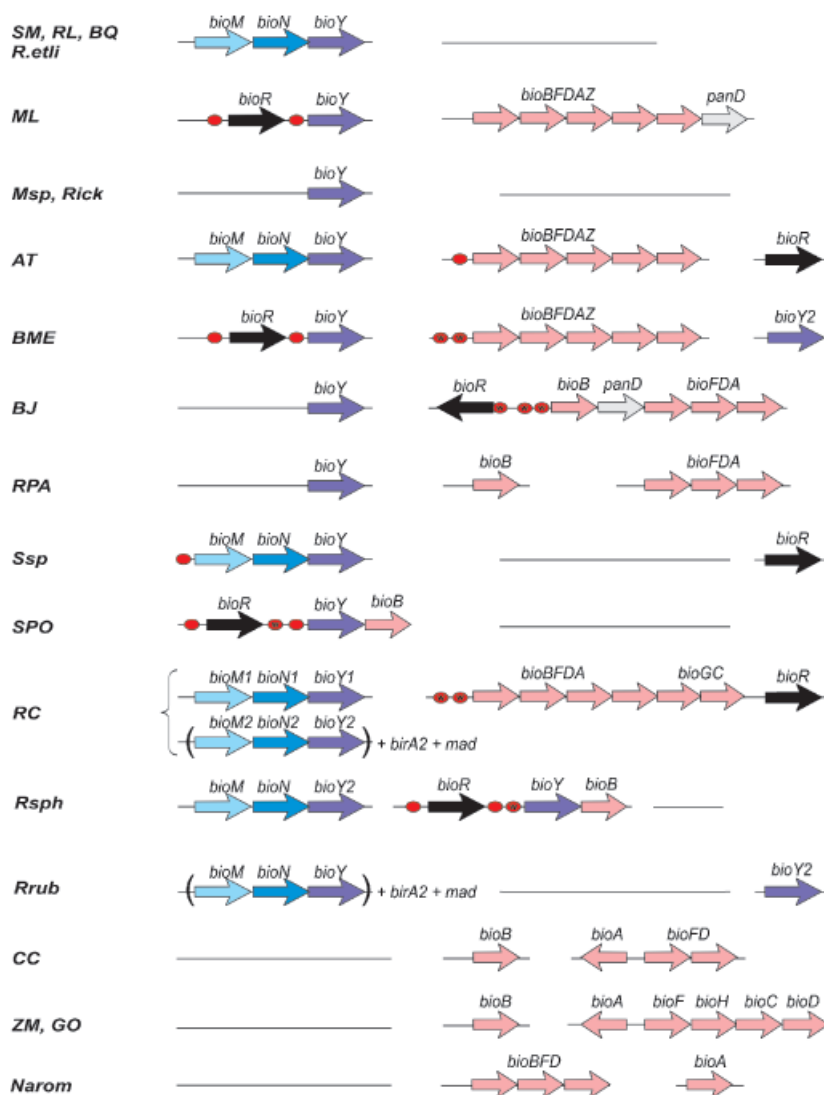 bioM bioN bioY
SM, RL, BQ
R.etli
bioR bioY bioBFDAZ panD
ML
bioY
Msp, Rick
bioM bioN bioY bioBFDAZ bioR
AT
bioR bioY bioBFDAZ bioY2
BME
bioY bioR bioB panD bioFDA
BJ
bioY bioB bioFDA
RPA
bioM bioN bioY bioR
Ssp
bioR bioY bioB
SPO
bioM1 bioN1 bioY1 bioBFDA bioGC bioR
RC
bioM2 bioN2 bioY2
( ) + birA2 + mad
bioM bioN bioY2 bioR bioY bioB
Rsph
bioM bioN bioY bioY2
Rrub ( ) + birA2 + mad
bioB bioA bioFD
CC
bioB bioA bioF bioH bioC bioD
ZM, GO
bioBFD bioA
Narom